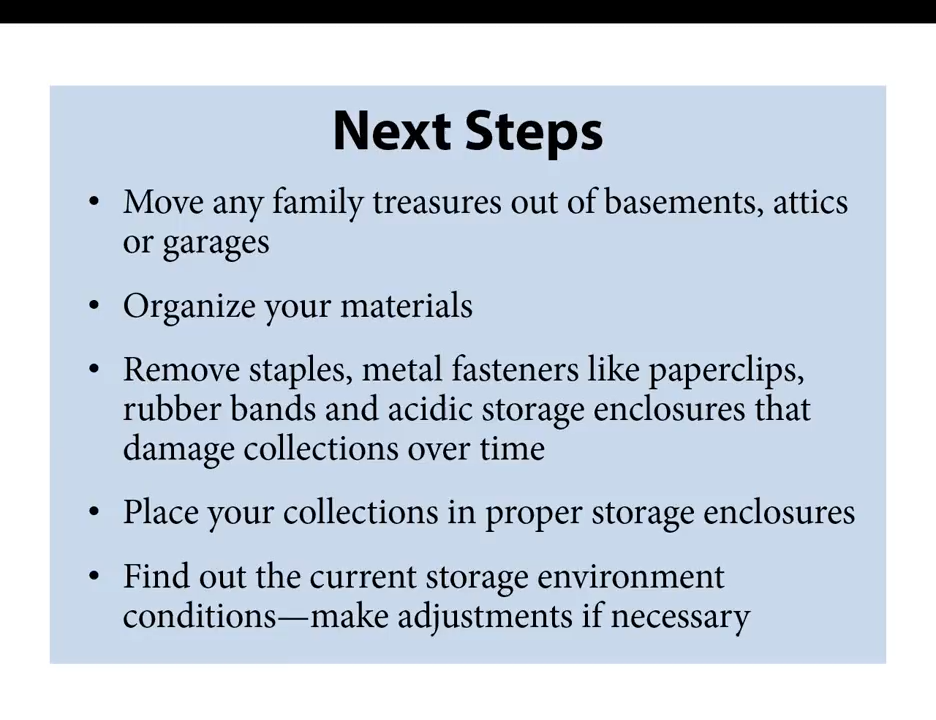 Next Steps
• Move any family treasures out of basements, attics
or garages
• Organize your materials
• Remove staples, metal fasteners like paperclips,
rubber bands and acidic storage enclosures that
damage collections over time
• Place your collections in proper storage enclosures
• Find out the current storage environment
conditions—make adjustments if necessary